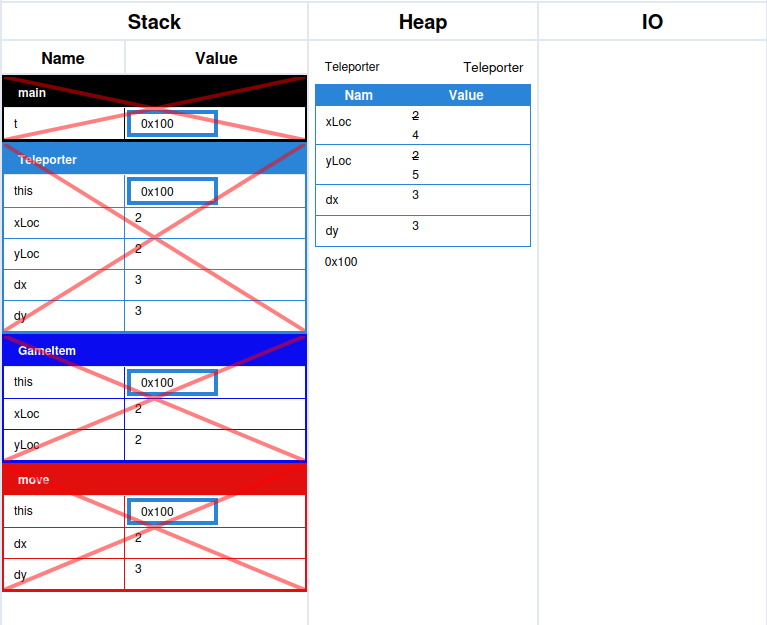 Stack Heap IO
Name Value
main
t 0x100
Teleporter
this 0x100
xLoc 2
yLoc 2
dx 3
dy 3
GameItem
this 0x100
xLoc 2
yLoc 2
move
this 0x100
dx 2
dy 3
Teleporter Teleporter
Nam Value
xLoc 2
4
yLoc 2
5
dx 3
dy 3
0x100